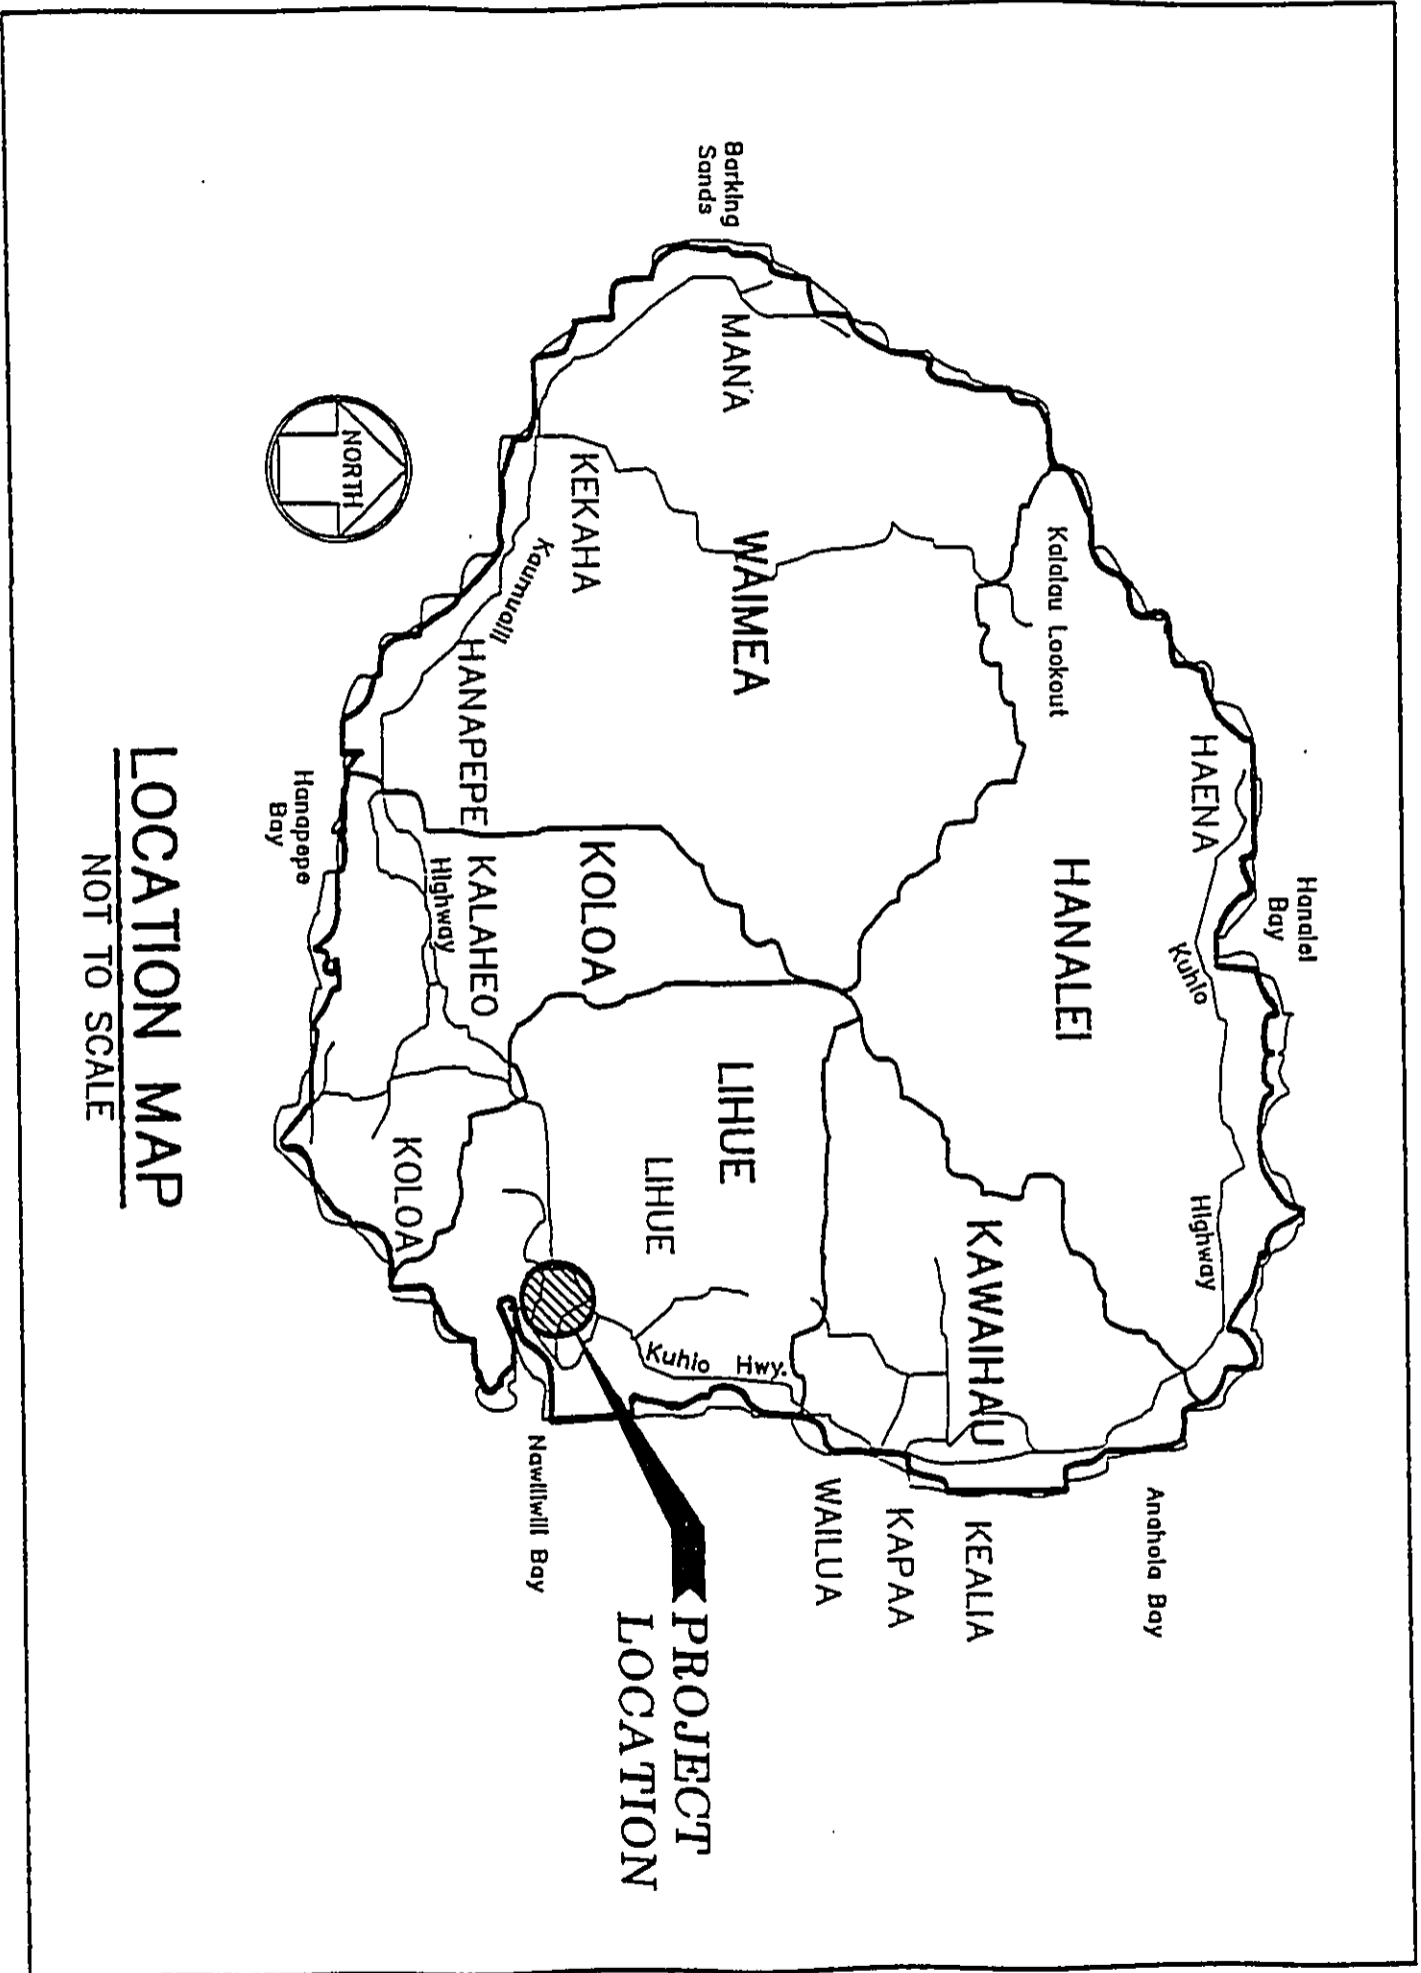 Hanalei
Bay
Anahola Bay
HAENA
Kuhio
Highway
Kalalau Lookout
HANALEI
KAWAIHAU
KEALIA
KAPAA
WAILUA
Barking
Sands
MANA
WAIMEA
LIHUE
Kuhio Hwy.
LIHUE
PROJECT
LOCATION
KEKAHA
KOLOA
Kaumualii
Nawiliwili Bay
HANAPEPE
KALAHEO
Highway
KOLOA
NORTH
Hanapepe
Bay
LOCATION MAP
NOT TO SCALE